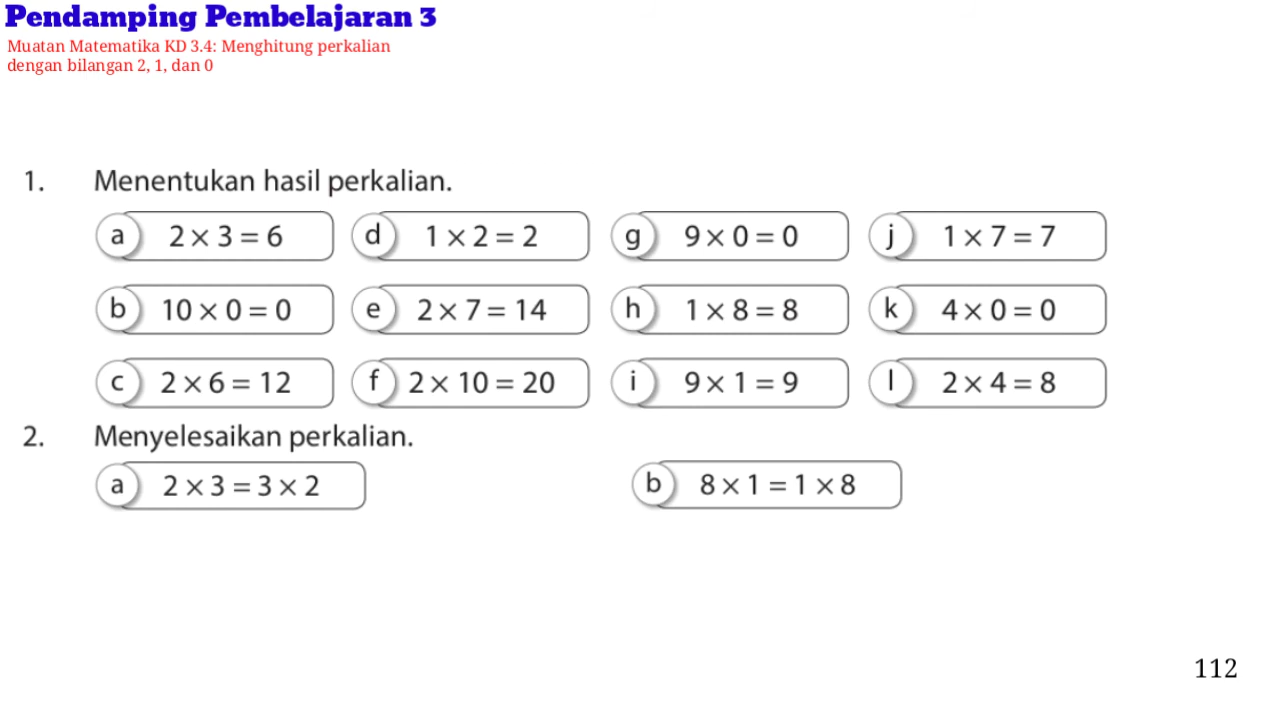 Pendamping Pembelajaran 3
Muatan Matematika KD 3.4: Menghitung perkalian
dengan bilangan 2, 1, dan 0
1. Menentukan hasil perkalian.
a 2 × 3 = 6 d 1 × 2 = 2 g 9 × 0 = 0 j 1 × 7 = 7
b 10 × 0 = 0 e 2 × 7 = 14 h 1 × 8 = 8 k 4 × 0 = 0
c 2 × 6 = 12 f 2 × 10 = 20 i 9 × 1 = 9 l 2 × 4 = 8
2. Menyelesaikan perkalian.
a 2 × 3 = 3 × 2 b 8 × 1 = 1 × 8
112